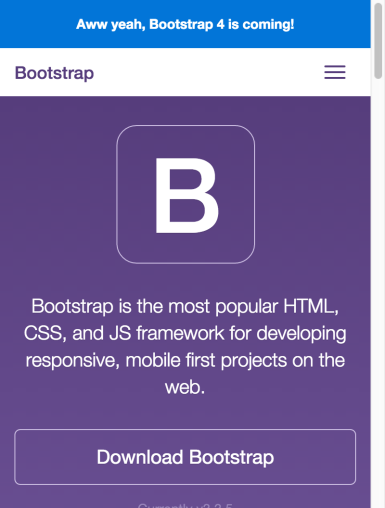 Aww yeah, Bootstrap 4 is coming!
Bootstrap
B
Bootstrap is the most popular HTML,
CSS, and JS framework for developing
responsive, mobile first projects on the
web.
Download Bootstrap